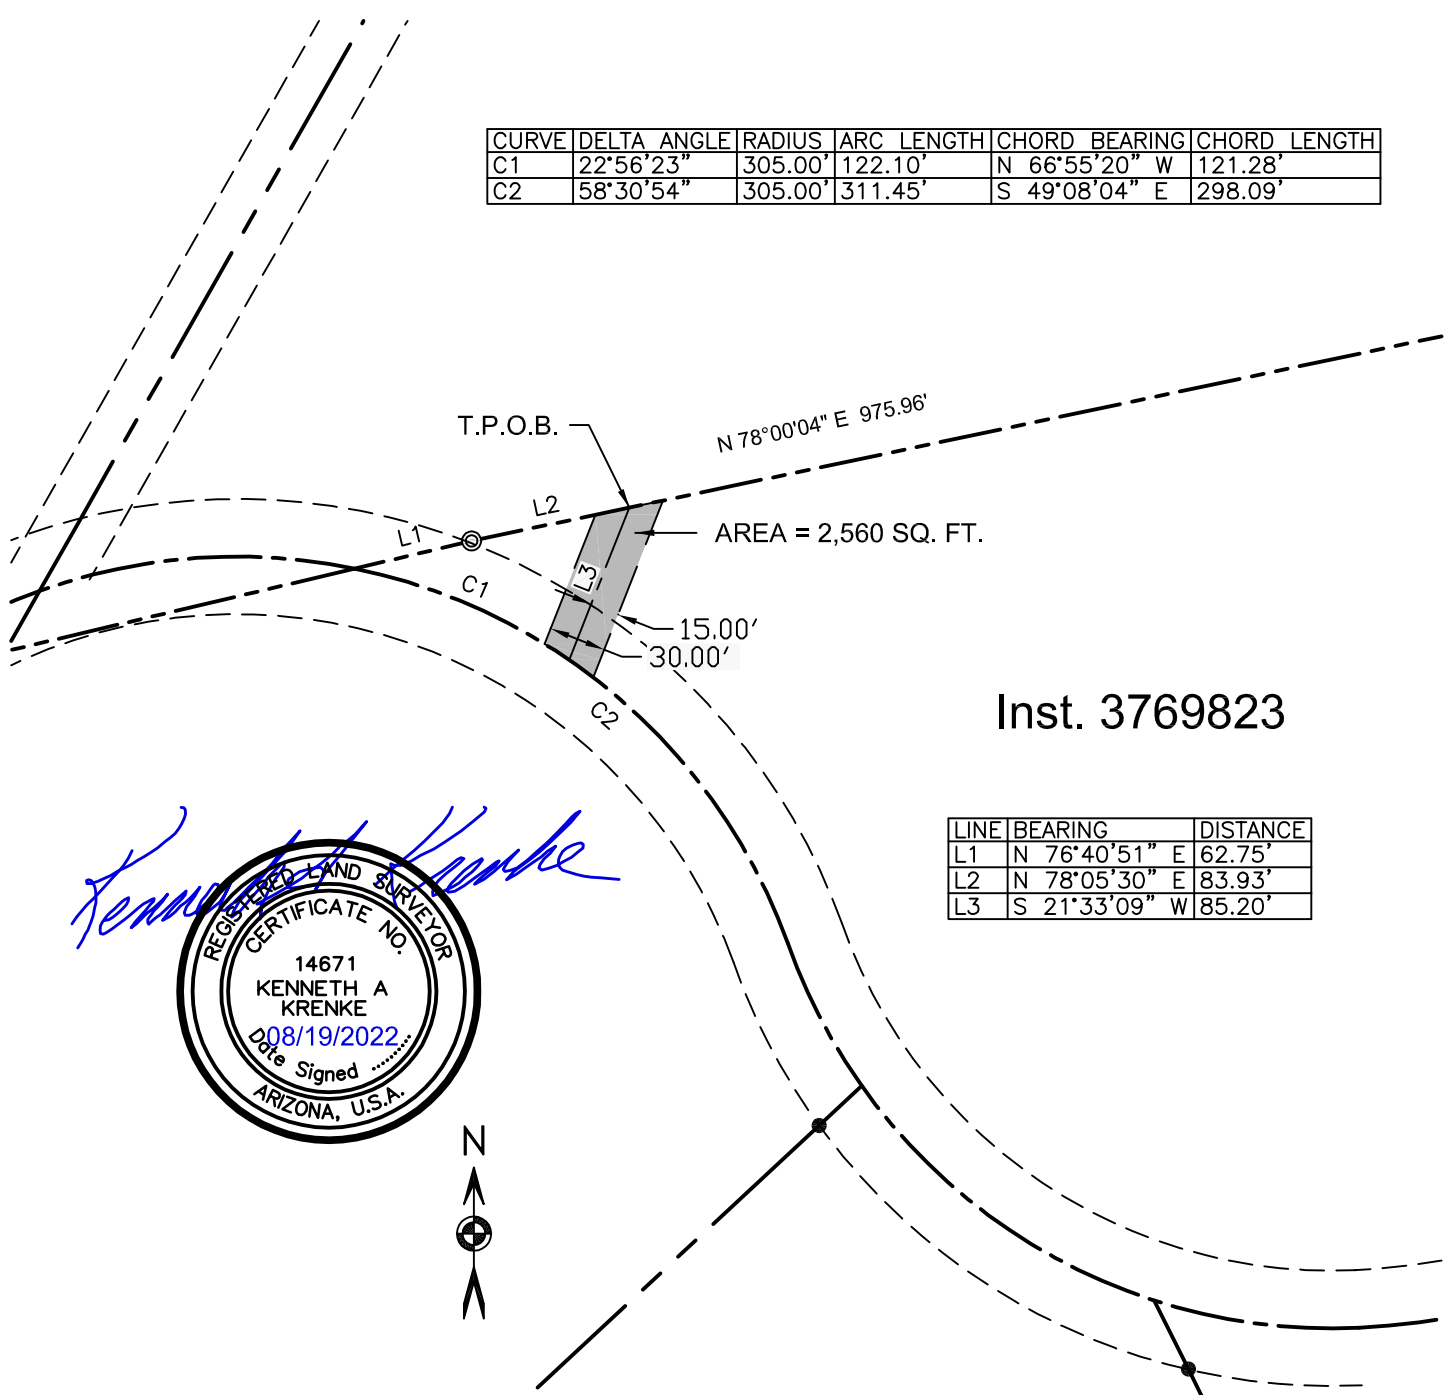 CURVE DELTA ANGLE RADIUS ARC LENGTH CHORD BEARING CHORD LENGTH
C1 22°56'23" 305.00' 122.10' N 66°55'20" W 121.28'
C2 58°30'54" 305.00' 311.45' S 49°08'04" E 298.09'
N 78°00'04" E 975.96'
T.P.O.B.
L2
L1
AREA = 2,560 SQ. FT.
L3
C1
15.00'
30.00'
C2
Inst. 3769823
LINE BEARING DISTANCE
L1 N 76°40'51" E 62.75'
L2 N 78°05'30" E 83.93'
L3 S 21°33'09" W 85.20'
Kenneth A Krenke
REGISTERED LAND SURVEYOR
CERTIFICATE NO.
14671
KENNETH A
KRENKE
08/19/2022
Date Signed ..........
ARIZONA, U.S.A.
N